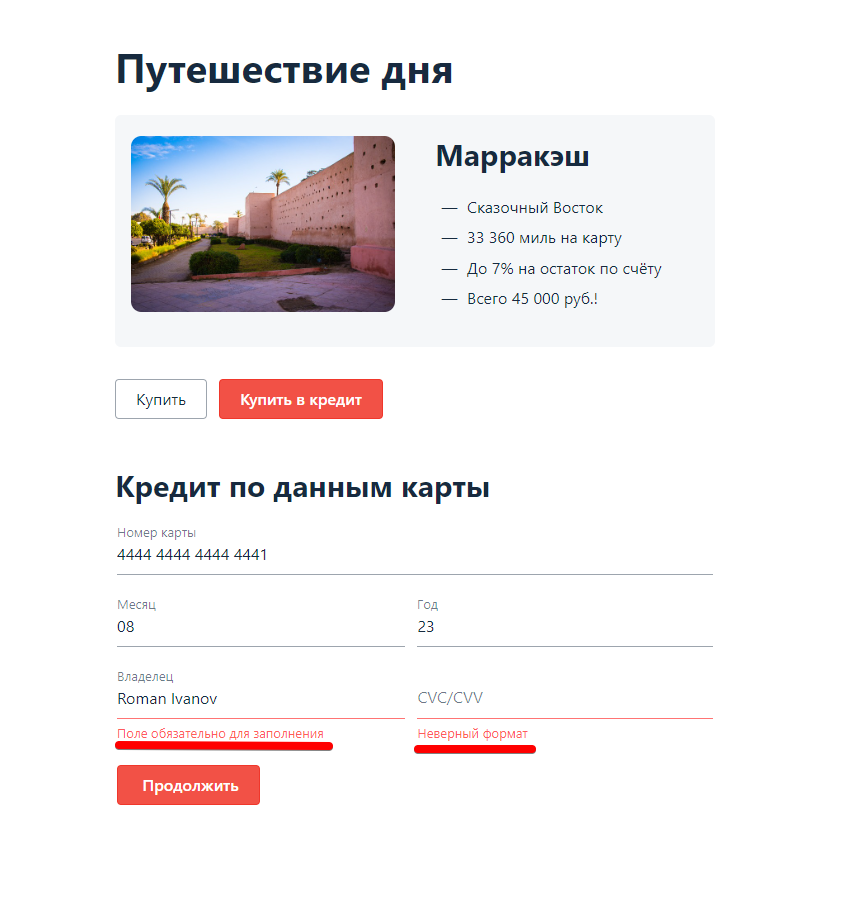 Путешествие дня
Марракэш
— Сказочный Восток
— 33 360 миль на карту
— До 7% на остаток по счёту
— Всего 45 000 руб.!
Купить
Купить в кредит
Кредит по данным карты
Номер карты
4444 4444 4444 4441
Месяц
Год
08
23
Владелец
Roman Ivanov
CVC/CVV
Поле обязательно для заполнения
Неверный формат
Продолжить